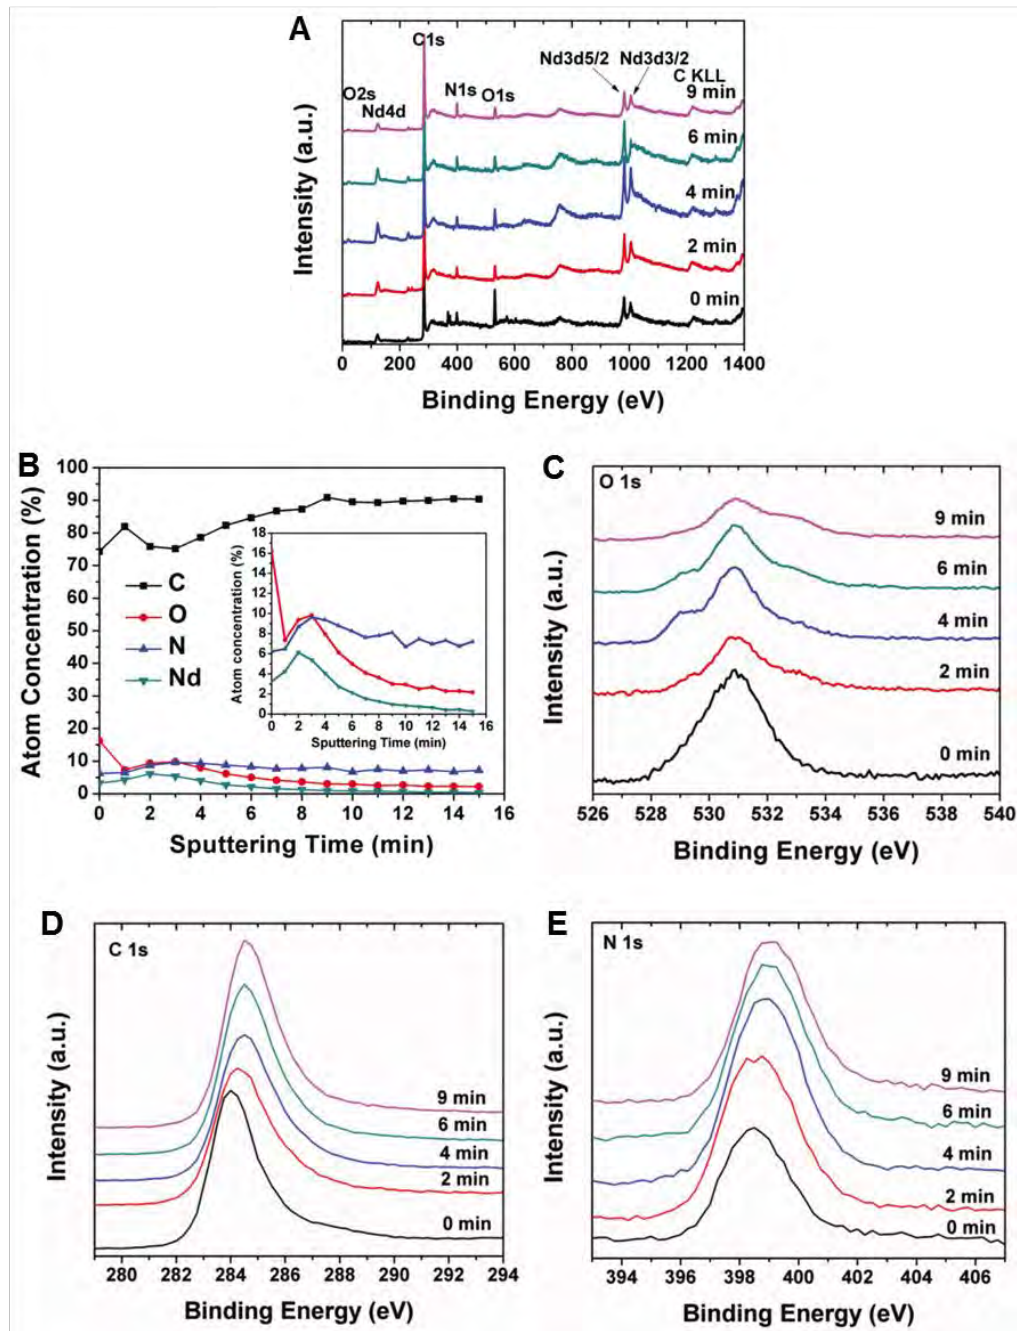 A
C1s
Nd3d5/2
Nd3d3/2
C KLL
O2s
Nd4d
N1s
O1s
9 min
6 min
4 min
2 min
0 min
Intensity (a.u.)
0 200 400 600 800 1000 1200 1400
Binding Energy (eV)
B
100
90
80
70
60
50
40
30
20
10
0
Atom Concentration (%)
C
O
N
Nd
18
16
14
12
10
8
6
4
2
0
Atom concentration (%)
0 2 4 6 8 10 12 14 16
Sputtering Time (min)
0 2 4 6 8 10 12 14 16
Sputtering Time (min)
C
O 1s
9 min
6 min
4 min
2 min
0 min
Intensity (a.u.)
526 528 530 532 534 536 538 540
Binding Energy (eV)
D
C 1s
9 min
6 min
4 min
2 min
0 min
Intensity (a.u.)
280 282 284 286 288 290 292 294
Binding Energy (eV)
E
N 1s
9 min
6 min
4 min
2 min
0 min
Intensity (a.u.)
394 396 398 400 402 404 406
Binding Energy (eV)